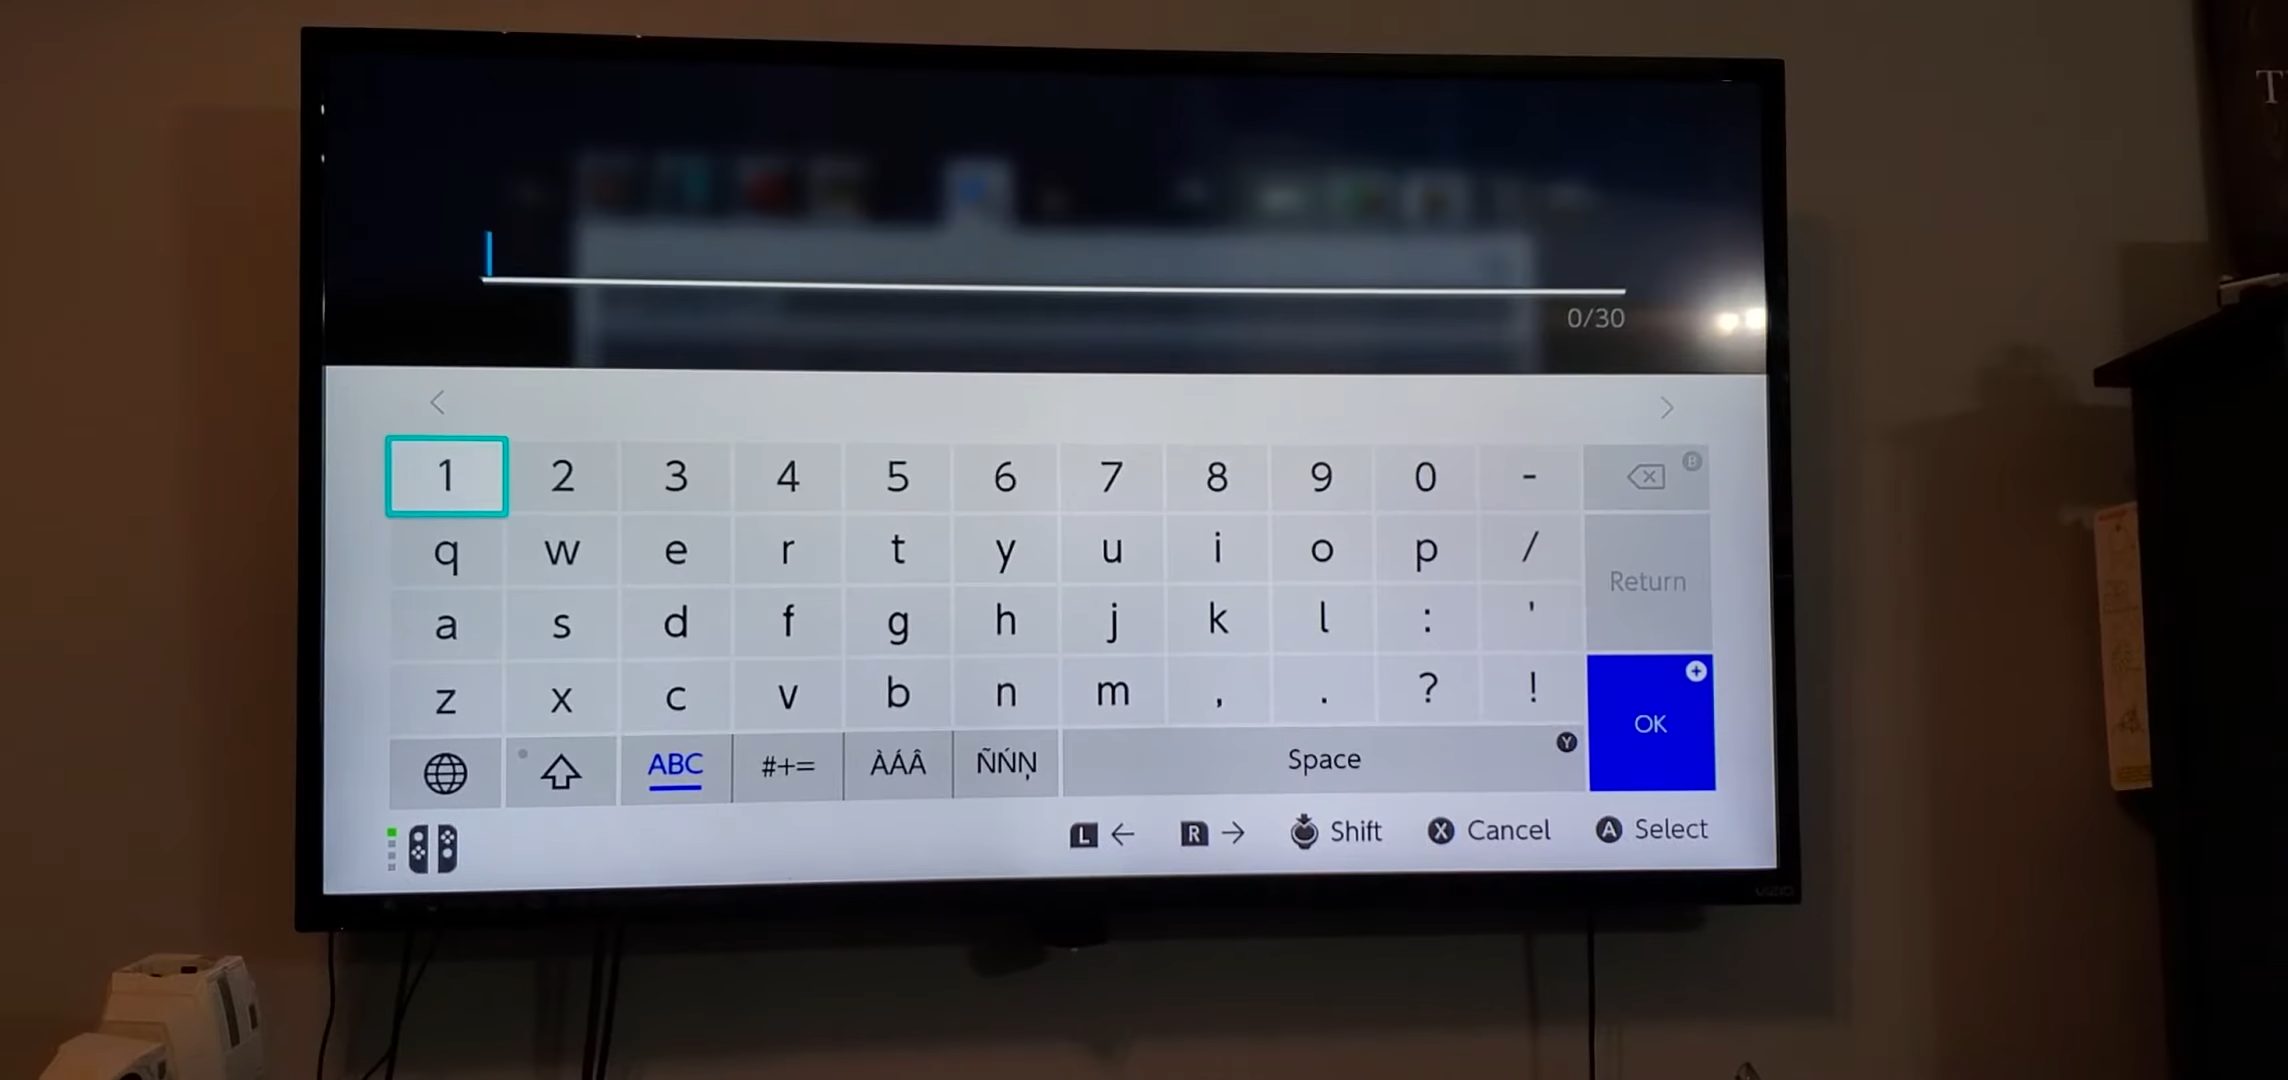 T
0/30
1 2 3 4 5 6 7 8 9 0 -
q w e r t y u i o p /
Return
a s d f g h j k l : '
z x c v b n m , . ? !
OK
ABC #+= ÀÁÂ ÑŃŅ Space Y
L ← R → Shift X Cancel A Select
VIZIO